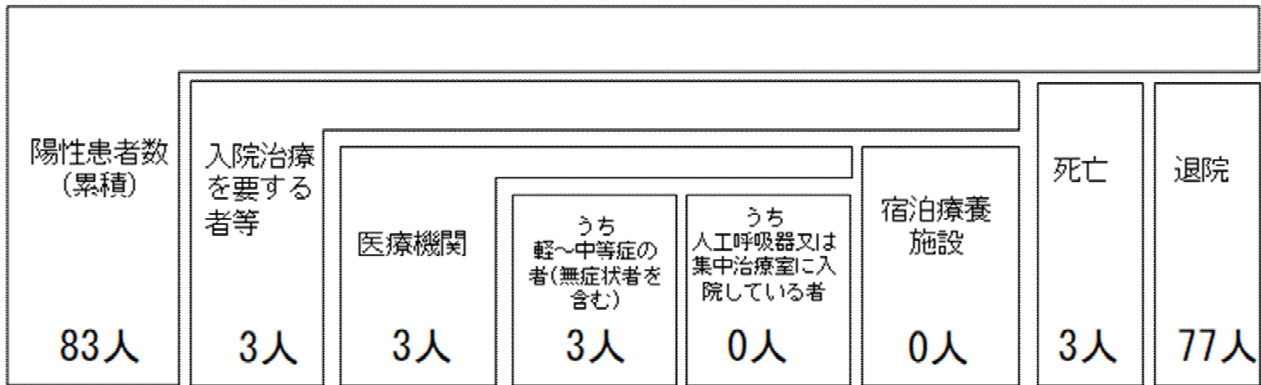 陽性患者数
(累積)
83人
入院治療
を要する
者等
3人
医療機関
3人
うち
軽～中等症の
者(無症状者を
含む)
3人
うち
人工呼吸器又は
集中治療室に入
院している者
0人
宿泊療養
施設
0人
死亡
3人
退院
77人